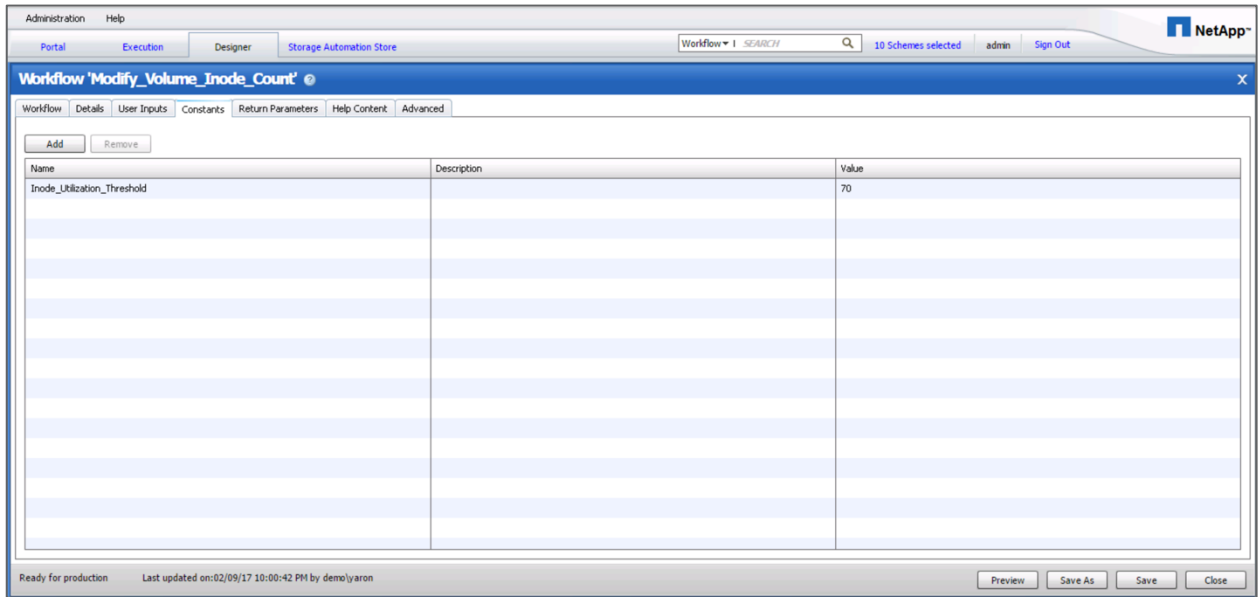 Administration Help
NetApp™
Portal Execution Designer Storage Automation Store Workflow SEARCH 10 Schemes selected admin Sign Out
Workflow 'Modify_Volume_Inode_Count' ? X
Workflow Details User Inputs Constants Return Parameters Help Content Advanced
Add Remove
Name Description Value
Inode_Utilization_Threshold 70
Ready for production Last updated on:02/09/17 10:00:42 PM by demo\yaron Preview Save As Save Close